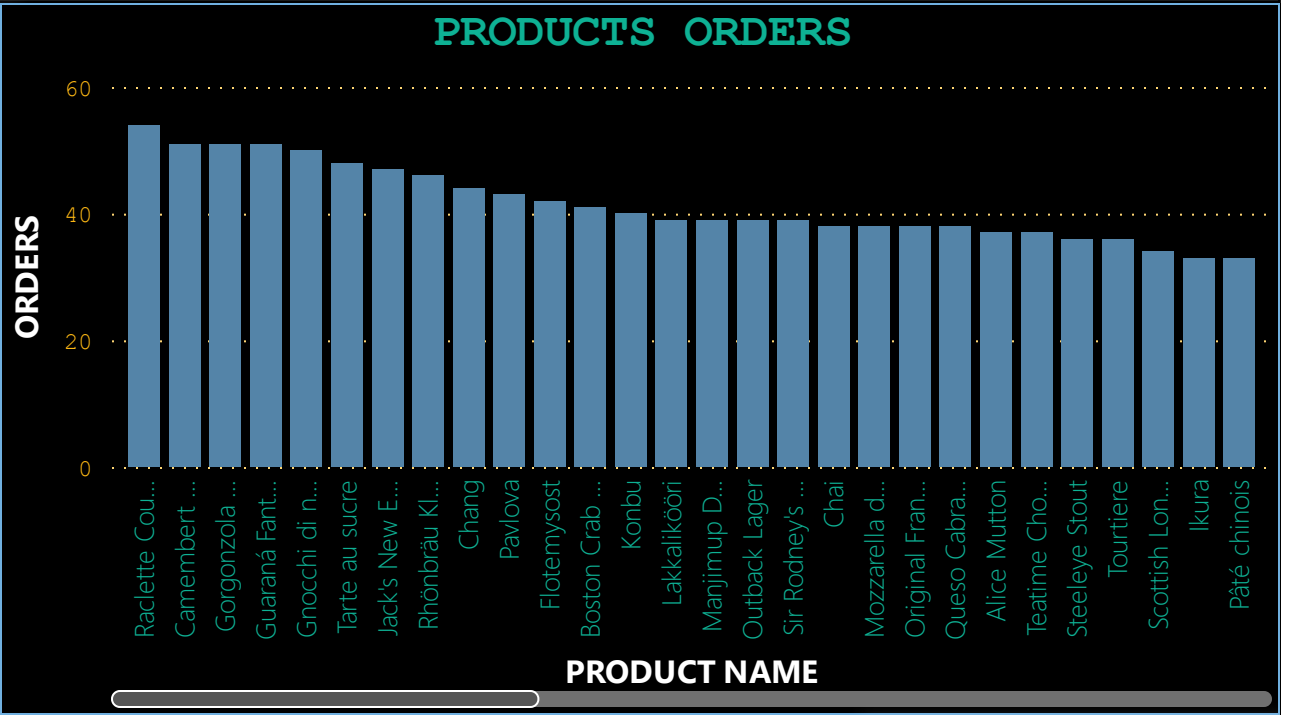 PRODUCTS ORDERS
60
40
20
0
ORDERS
Raclette Cou...
Camembert ...
Gorgonzola ...
Guaraná Fant...
Gnocchi di n...
Tarte au sucre
Jack's New E...
Rhönbräu Kl...
Chang
Pavlova
Flotemysost
Boston Crab ...
Konbu
Lakkalikööri
Manjimup D...
Outback Lager
Sir Rodney's ...
Chai
Mozzarella d...
Original Fran...
Queso Cabra...
Alice Mutton
Teatime Cho...
Steeleye Stout
Tourtiere
Scottish Lon...
Ikura
Pâté chinois
PRODUCT NAME